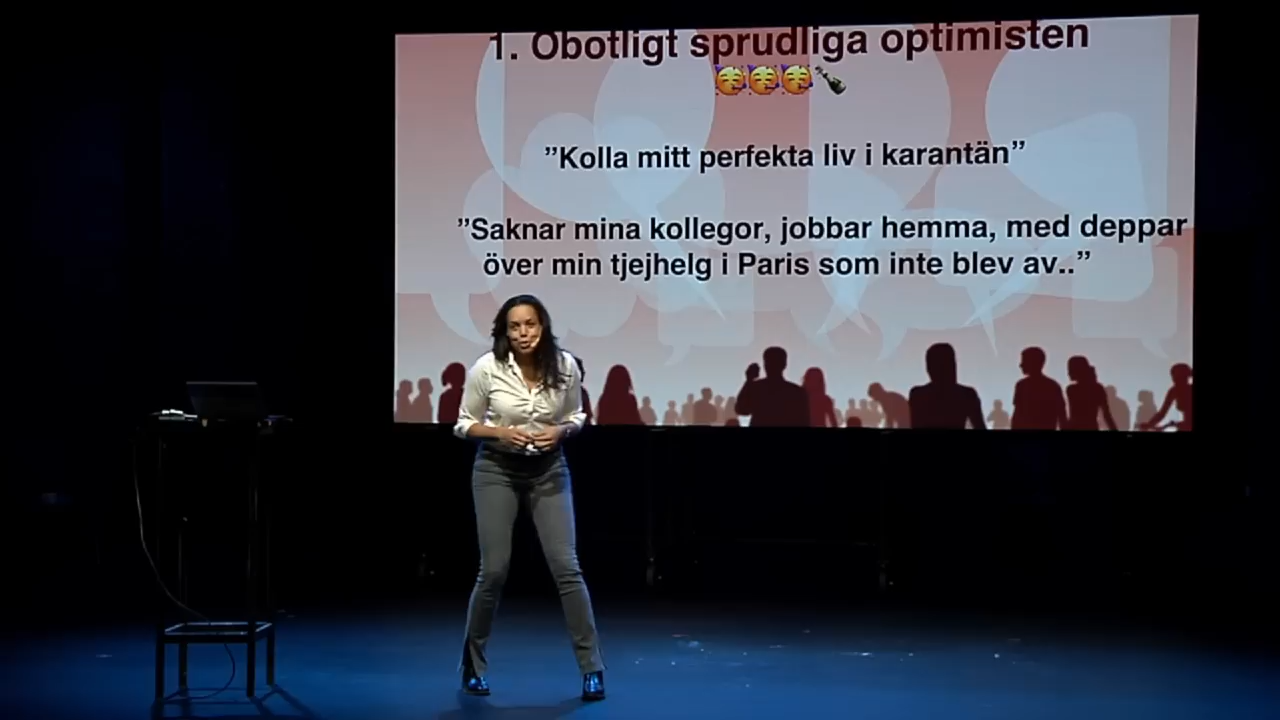 1. Obotligt sprudliga optimisten
🥳🥳🥳🍾
”Kolla mitt perfekta liv i karantän”
”Saknar mina kollegor, jobbar hemma, med deppar
över min tjejhelg i Paris som inte blev av..”